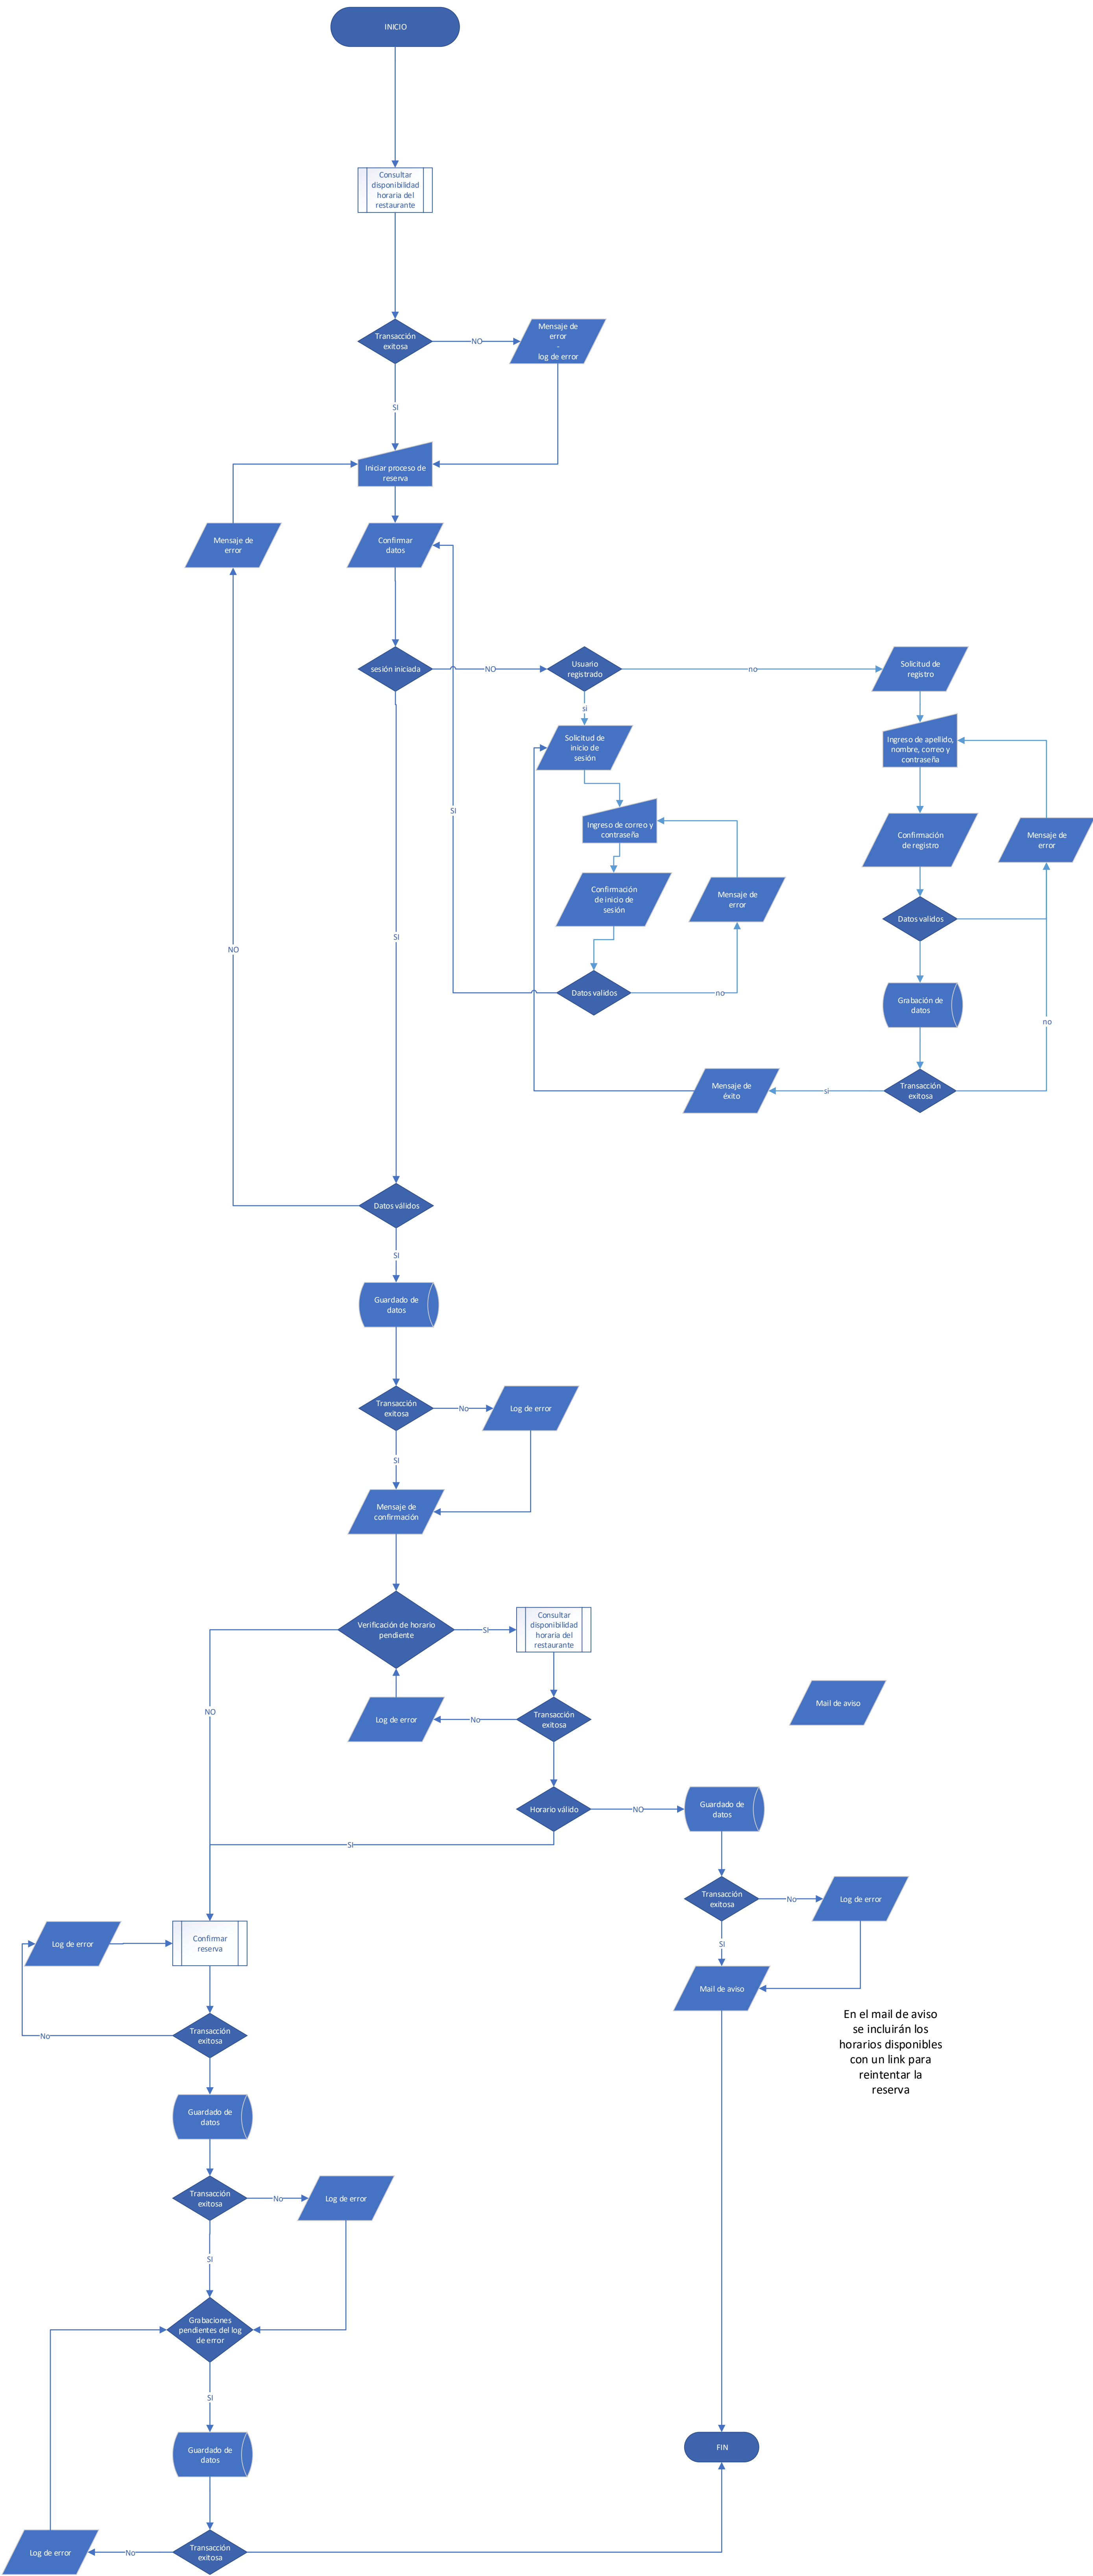 INICIO
Consultar
disponibilidad
horaria del
restaurante
Transacción
exitosa
NO
Mensaje de
error
-
log de error
SI
Iniciar proceso de
reserva
Mensaje de
error
Confirmar
datos
sesión iniciada
NO
Usuario
registrado
no
Solicitud de
registro
si
Solicitud de
inicio de
sesión
Ingreso de apellido,
nombre, correo y
contraseña
SI
Ingreso de correo y
contraseña
Confirmación
de registro
Mensaje de
error
Confirmación
de inicio de
sesión
Mensaje de
error
Datos validos
NO
SI
Datos validos
no
Grabación de
datos
no
Mensaje de
éxito
si
Transacción
exitosa
Datos válidos
SI
Guardado de
datos
Transacción
exitosa
No
Log de error
SI
Mensaje de
confirmación
Verificación de horario
pendiente
SI
Consultar
disponibilidad
horaria del
restaurante
NO
Log de error
No
Transacción
exitosa
Mail de aviso
Horario válido
NO
Guardado de
datos
SI
Transacción
exitosa
No
Log de error
Log de error
Confirmar
reserva
SI
Mail de aviso
No
Transacción
exitosa
En el mail de aviso
se incluirán los
horarios disponibles
con un link para
reintentar la
reserva
Guardado de
datos
Transacción
exitosa
No
Log de error
SI
Grabaciones
pendientes del log
de error
SI
Guardado de
datos
FIN
Log de error
No
Transacción
exitosa